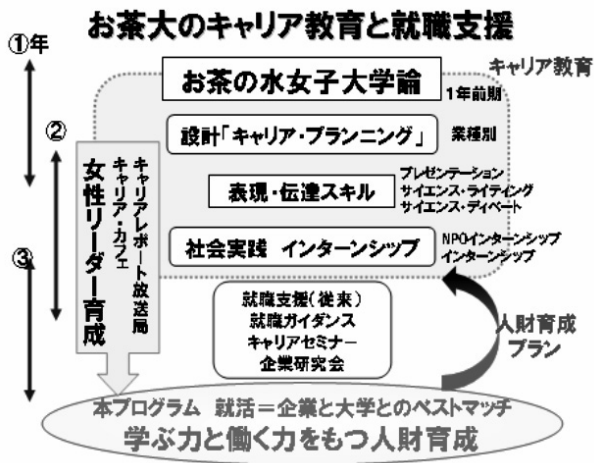 お茶大のキャリア教育と就職支援
①年
キャリア教育
お茶の水女子大学論
1年前期
②
設計「キャリア・プランニング」
業種別
表現・伝達スキル
プレゼンテーション
サイエンス・ライティング
サイエンス・ディベート
キャリアレポート放送局
キャリア・カフェ
女性リーダー育成
③
社会実践 インターンシップ
NPOインターンシップ
インターンシップ
就職支援(従来)
就職ガイダンス
キャリアセミナー
企業研究会
人財育成
プラン
本プログラム 就活＝企業と大学とのベストマッチ
学ぶ力と働く力をもつ人財育成